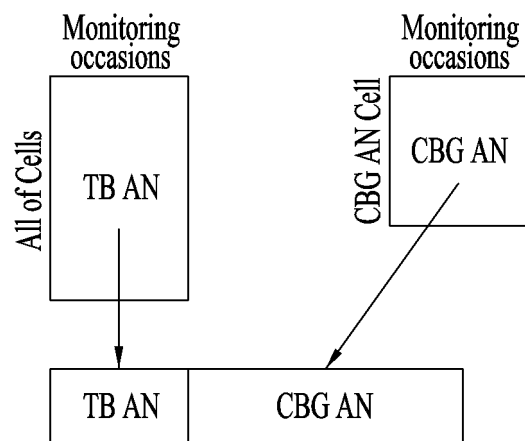 Monitoring
occasions
All of Cells
TB AN
Monitoring
occasions
CBG AN Cell
CBG AN
TB AN
CBG AN